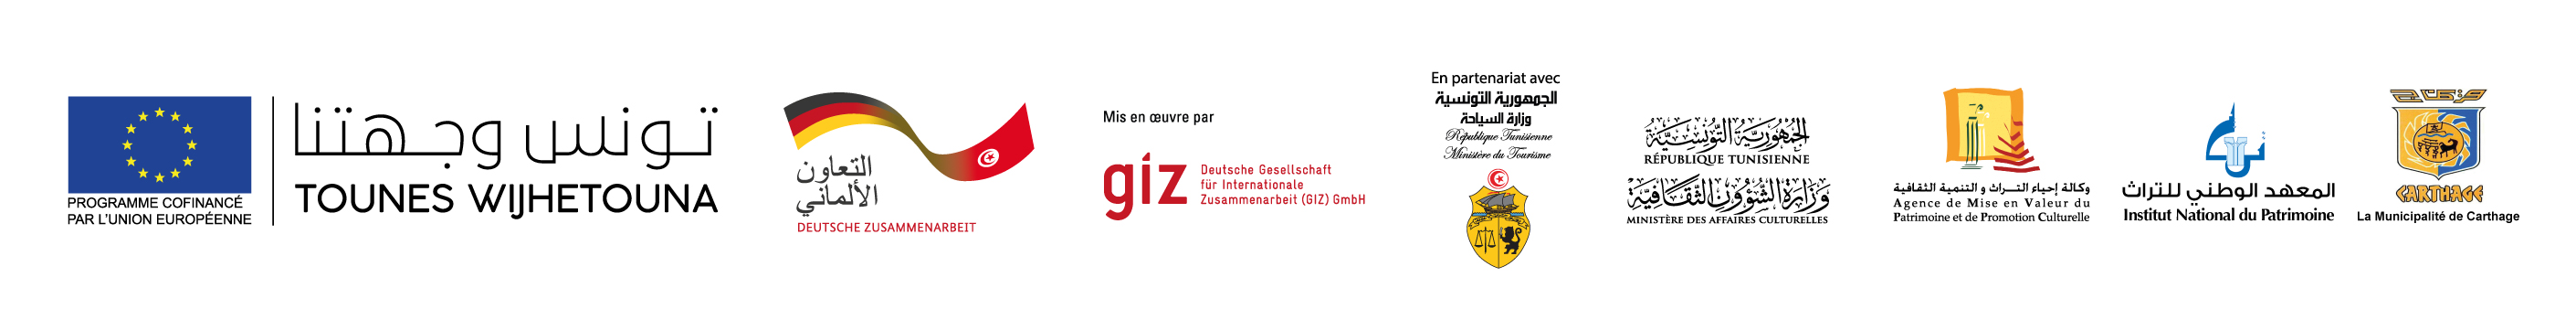 PROGRAMME COFINANCÉ
PAR L'UNION EUROPÉENNE
تونس وجهتنا
TOUNES WIJHETOUNA
التعاون
الألماني
DEUTSCHE ZUSAMMENARBEIT
Mis en œuvre par
giz
Deutsche Gesellschaft
für Internationale
Zusammenarbeit (GIZ) GmbH
En partenariat avec
الجمهورية التونسية
وزارة السياحة
République Tunisienne
Ministère du Tourisme
الجمهورية التونسية
RÉPUBLIQUE TUNISIENNE
وزارة الشؤون الثقافية
MINISTÈRE DES AFFAIRES CULTURELLES
وكالة إحياء التراث و التنمية الثقافية
Agence de Mise en Valeur du
Patrimoine et de Promotion Culturelle
المعهد الوطني للتراث
Institut National du Patrimoine
قرطاج
CARTHAGE
La Municipalité de Carthage